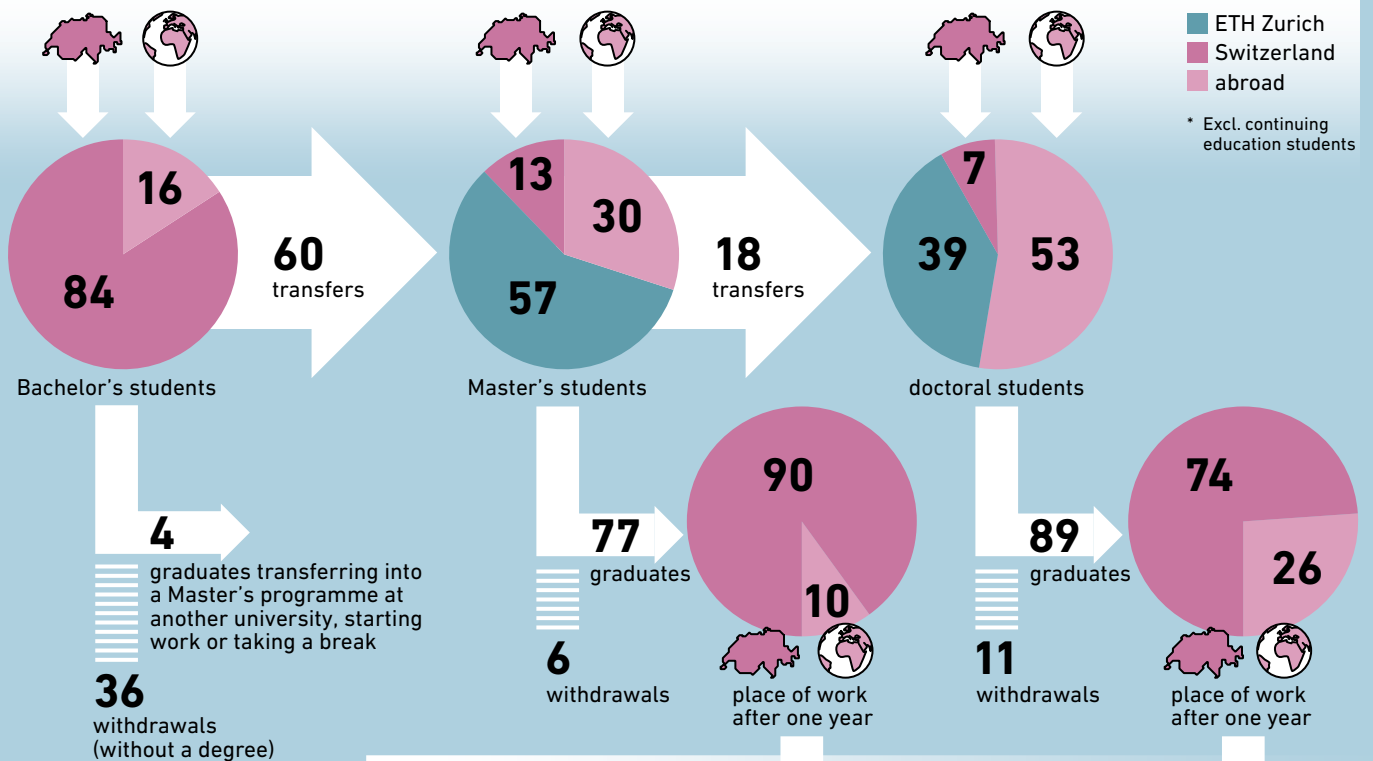 ETH Zurich
Switzerland
abroad
* Excl. continuing
education students
16
84
60
transfers
13
30
57
18
transfers
7
39
53
Bachelor's students
Master's students
doctoral students
4
graduates transferring into
a Master's programme at
another university, starting
work or taking a break
36
withdrawals
(without a degree)
77
graduates
6
withdrawals
90
10
place of work
after one year
89
graduates
11
withdrawals
74
26
place of work
after one year